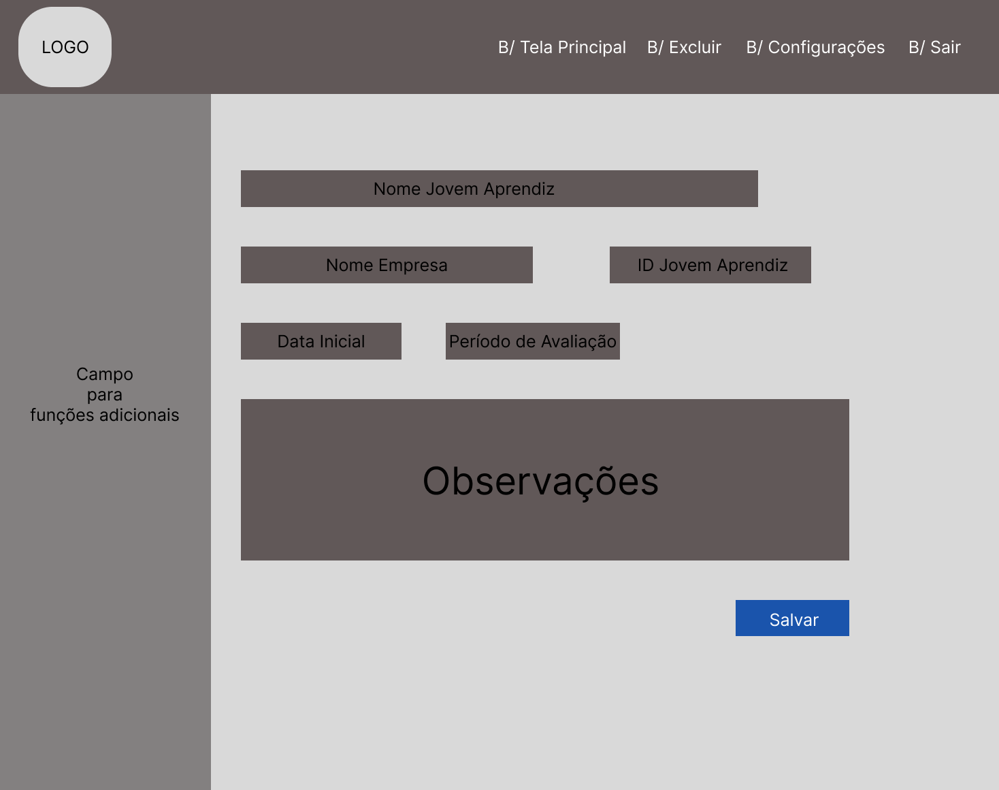 LOGO
B/ Tela Principal
B/ Excluir
B/ Configurações
B/ Sair
Nome Jovem Aprendiz
Nome Empresa
ID Jovem Aprendiz
Data Inicial
Período de Avaliação
Campo
para
funções adicionais
Observações
Salvar